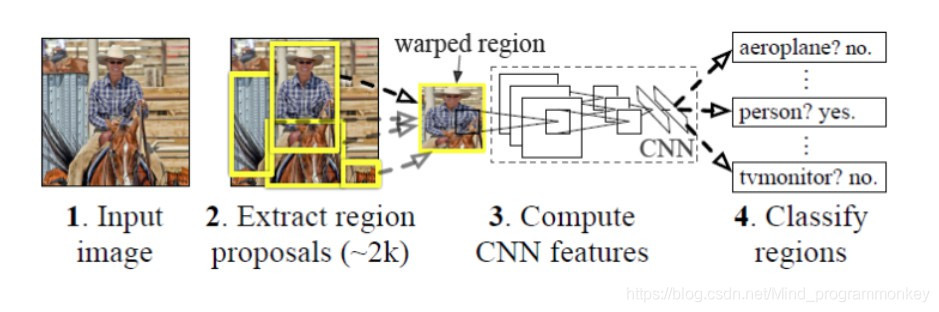 warped region
aeroplane? no.
person? yes.
CNN
tvmonitor? no.
1. Input
image
2. Extract region
proposals (~2k)
3. Compute
CNN features
4. Classify
regions
https://blog.csdn.net/Mind_programmonkey